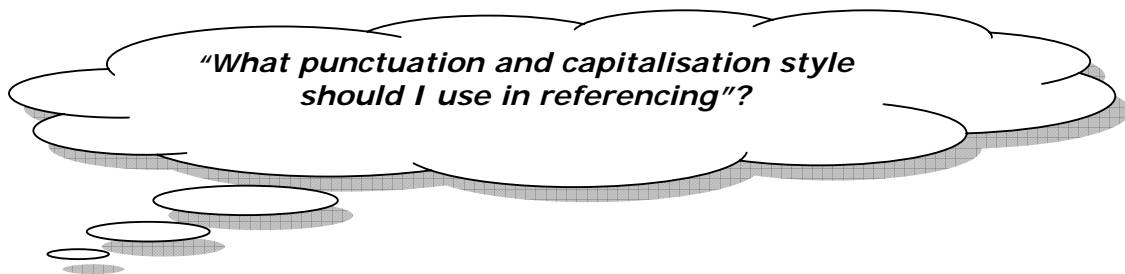 “What punctuation and capitalisation style
should I use in referencing”?